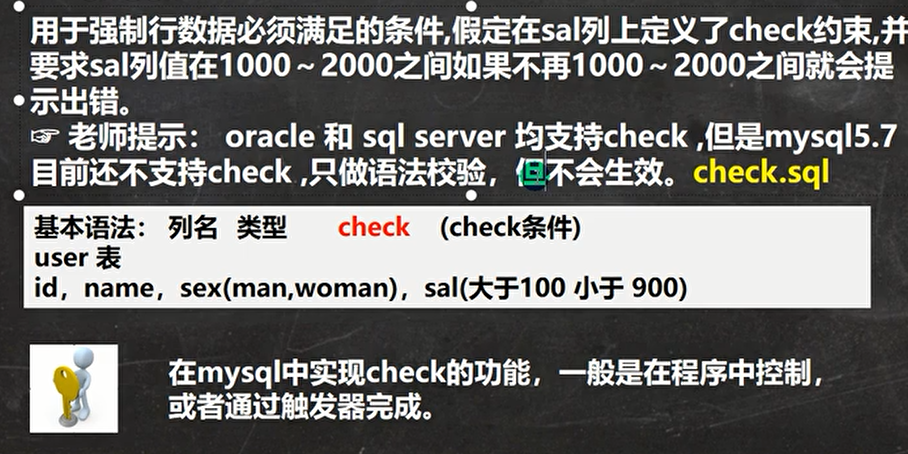 用于强制行数据必须满足的条件,假定在sal列上定义了check约束,并
要求sal列值在1000～2000之间如果不再1000～2000之间就会提
示出错。
☞ 老师提示： oracle 和 sql server 均支持check ,但是mysql5.7
目前还不支持check ,只做语法校验，但不会生效。check.sql
基本语法： 列名 类型 check (check条件)
user 表
id，name，sex(man,woman)，sal(大于100 小于 900)
在mysql中实现check的功能，一般是在程序中控制，
或者通过触发器完成。